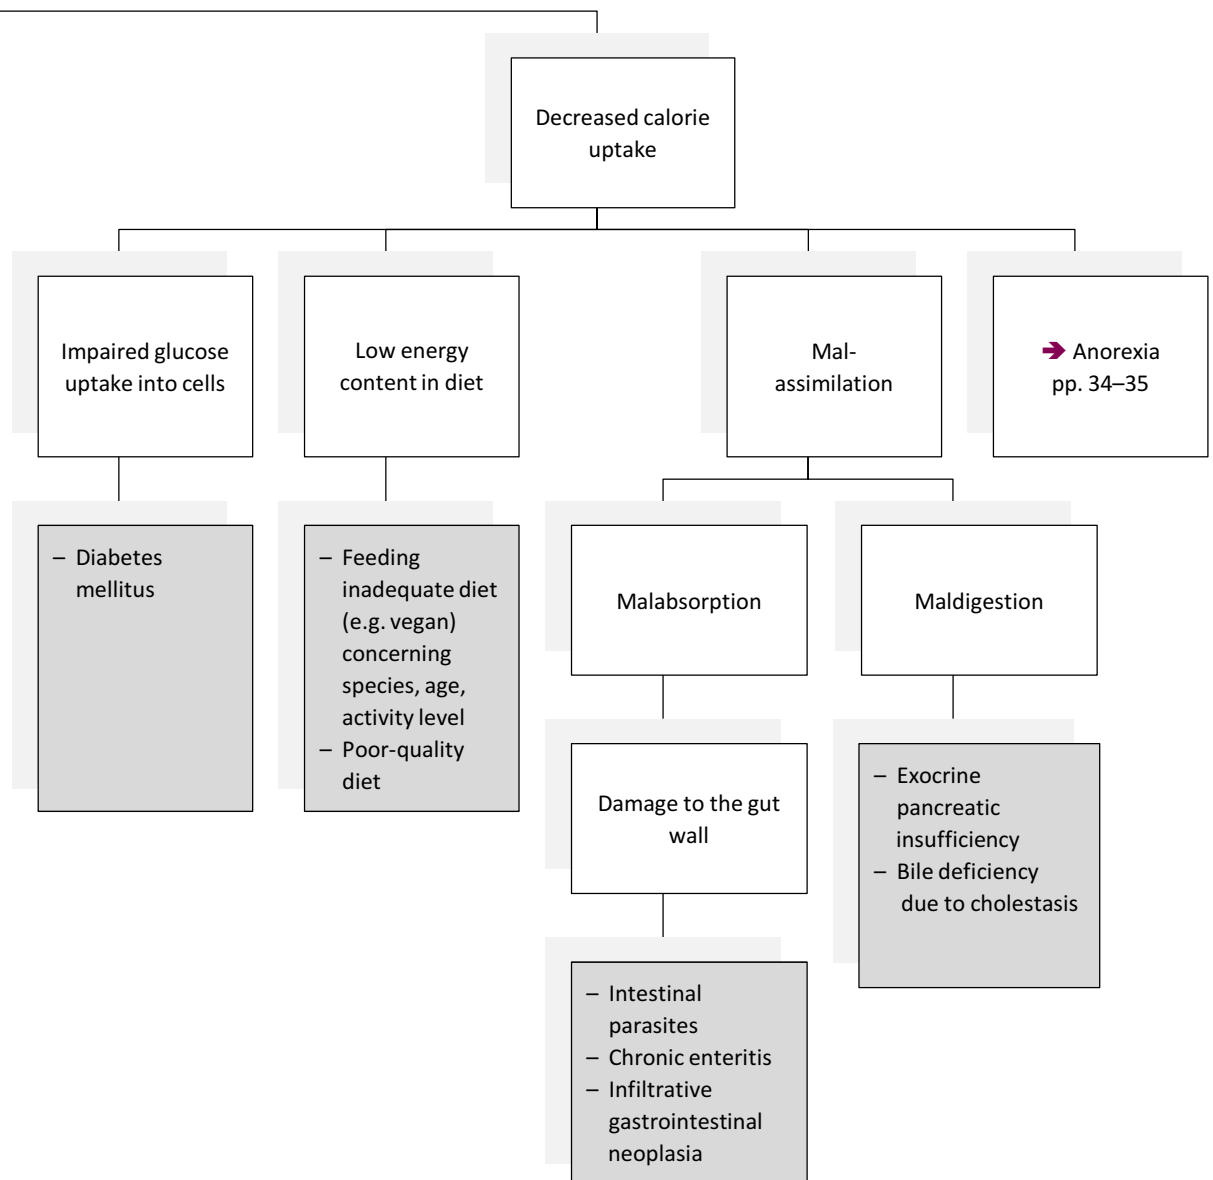 Decreased calorie
uptake
Impaired glucose
uptake into cells
Low energy
content in diet
Mal-
assimilation
➔ Anorexia
pp. 34–35
– Diabetes
mellitus
– Feeding
inadequate diet
(e.g. vegan)
concerning
species, age,
activity level
– Poor-quality
diet
Malabsorption
Maldigestion
Damage to the gut
wall
– Exocrine
pancreatic
insufficiency
– Bile deficiency
due to cholestasis
– Intestinal
parasites
– Chronic enteritis
– Infiltrative
gastrointestinal
neoplasia